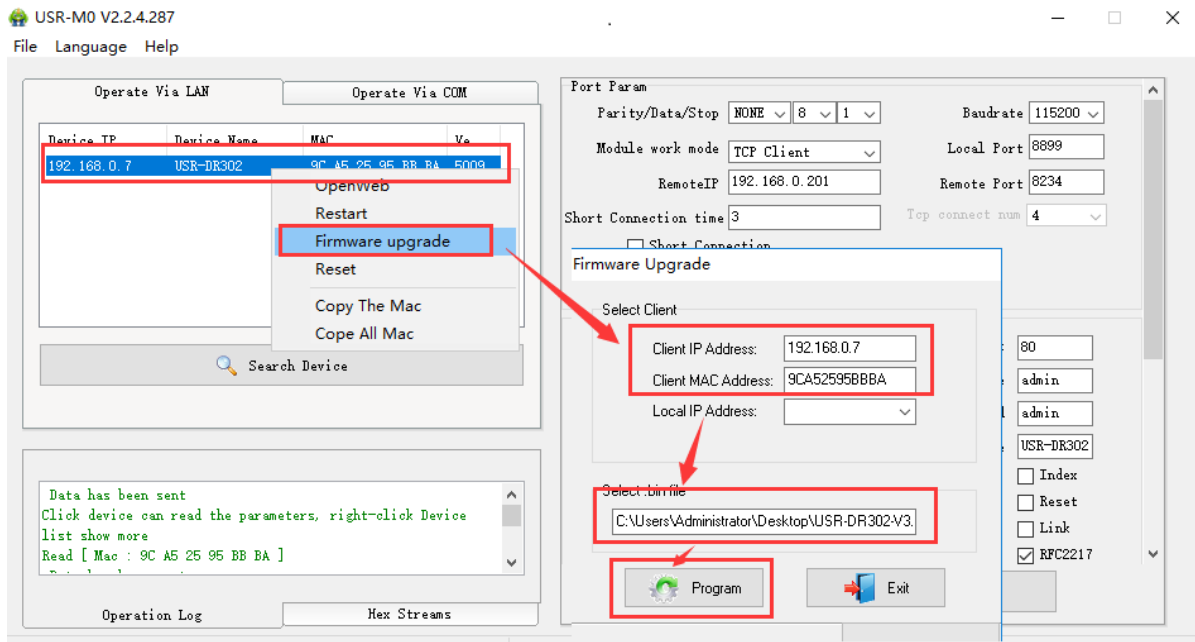 USR-M0 V2.2.4.287
File Language Help
Operate Via LAN
Operate Via COM
Device IP Device Name MAC Ve
192.168.0.7 USR-DR302 9C A5 25 95 BB BA 5009
OpenWeb
Restart
Firmware upgrade
Reset
Copy The Mac
Cope All Mac
Search Device
Data has been sent
Click device can read the parameters, right-click Device
list show more
Read [ Mac : 9C A5 25 95 BB BA ]
Operation Log
Hex Streams
Port Param
Parity/Data/Stop NONE 8 1 Baudrate 115200
Module work mode TCP Client Local Port 8899
RemoteIP 192.168.0.201 Remote Port 8234
Short Connection time 3 Tcp connect num 4
Short Connection
Firmware Upgrade
Select Client
Client IP Address: 192.168.0.7
Client MAC Address: 9CA52595BBBA
Local IP Address:
Select .bin file
C:\Users\Administrator\Desktop\USR-DR302-V3.
Program
Exit
80
admin
admin
USR-DR302
Index
Reset
Link
RFC2217